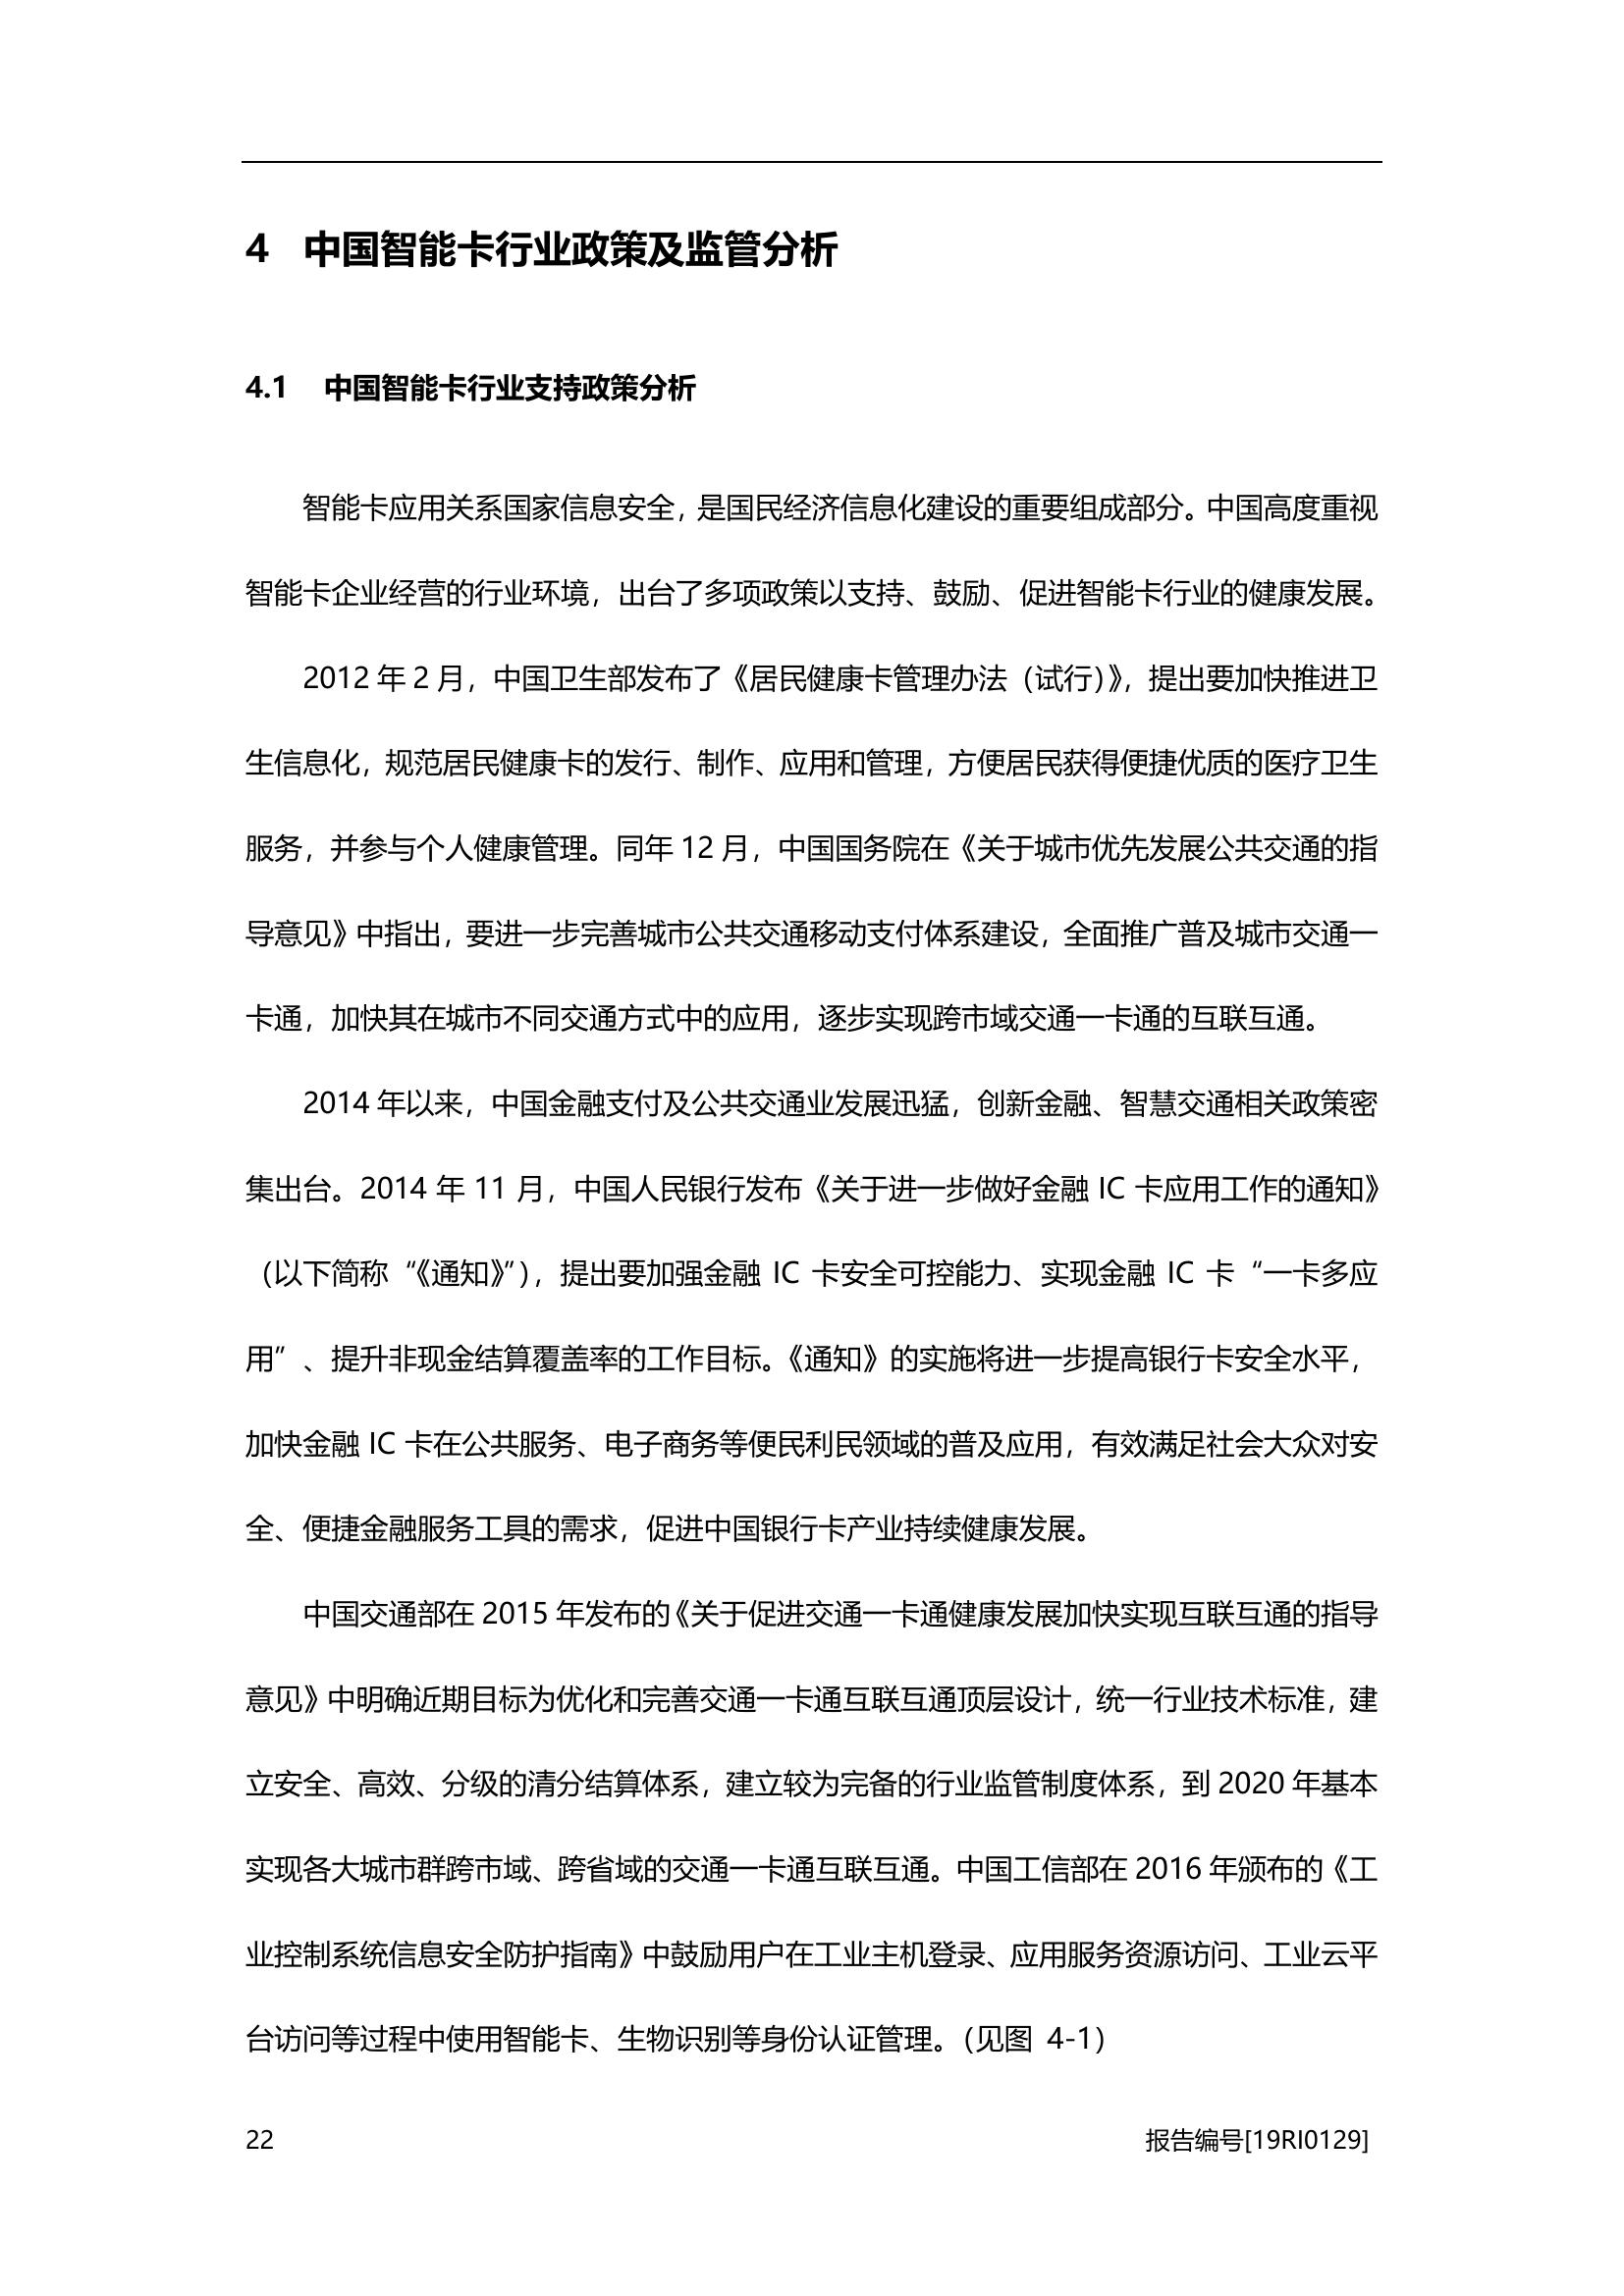 4 中国智能卡行业政策及监管分析
4.1 中国智能卡行业支持政策分析
智能卡应用关系国家信息安全，是国民经济信息化建设的重要组成部分。中国高度重视
智能卡企业经营的行业环境，出台了多项政策以支持、鼓励、促进智能卡行业的健康发展。
2012 年 2 月，中国卫生部发布了《居民健康卡管理办法（试行）》，提出要加快推进卫
生信息化，规范居民健康卡的发行、制作、应用和管理，方便居民获得便捷优质的医疗卫生
服务，并参与个人健康管理。同年 12 月，中国国务院在《关于城市优先发展公共交通的指
导意见》中指出，要进一步完善城市公共交通移动支付体系建设，全面推广普及城市交通一
卡通，加快其在城市不同交通方式中的应用，逐步实现跨市域交通一卡通的互联互通。
2014 年以来，中国金融支付及公共交通业发展迅猛，创新金融、智慧交通相关政策密
集出台。2014 年 11 月，中国人民银行发布《关于进一步做好金融 IC 卡应用工作的通知》
（以下简称“《通知》”），提出要加强金融 IC 卡安全可控能力、实现金融 IC 卡“一卡多应
用”、提升非现金结算覆盖率的工作目标。《通知》的实施将进一步提高银行卡安全水平，
加快金融 IC 卡在公共服务、电子商务等便民利民领域的普及应用，有效满足社会大众对安
全、便捷金融服务工具的需求，促进中国银行卡产业持续健康发展。
中国交通部在 2015 年发布的《关于促进交通一卡通健康发展加快实现互联互通的指导
意见》中明确近期目标为优化和完善交通一卡通互联互通顶层设计，统一行业技术标准，建
立安全、高效、分级的清分结算体系，建立较为完备的行业监管制度体系，到 2020 年基本
实现各大城市群跨市域、跨省域的交通一卡通互联互通。中国工信部在 2016 年颁布的《工
业控制系统信息安全防护指南》中鼓励用户在工业主机登录、应用服务资源访问、工业云平
台访问等过程中使用智能卡、生物识别等身份认证管理。（见图 4-1）
22 报告编号[19RI0129]